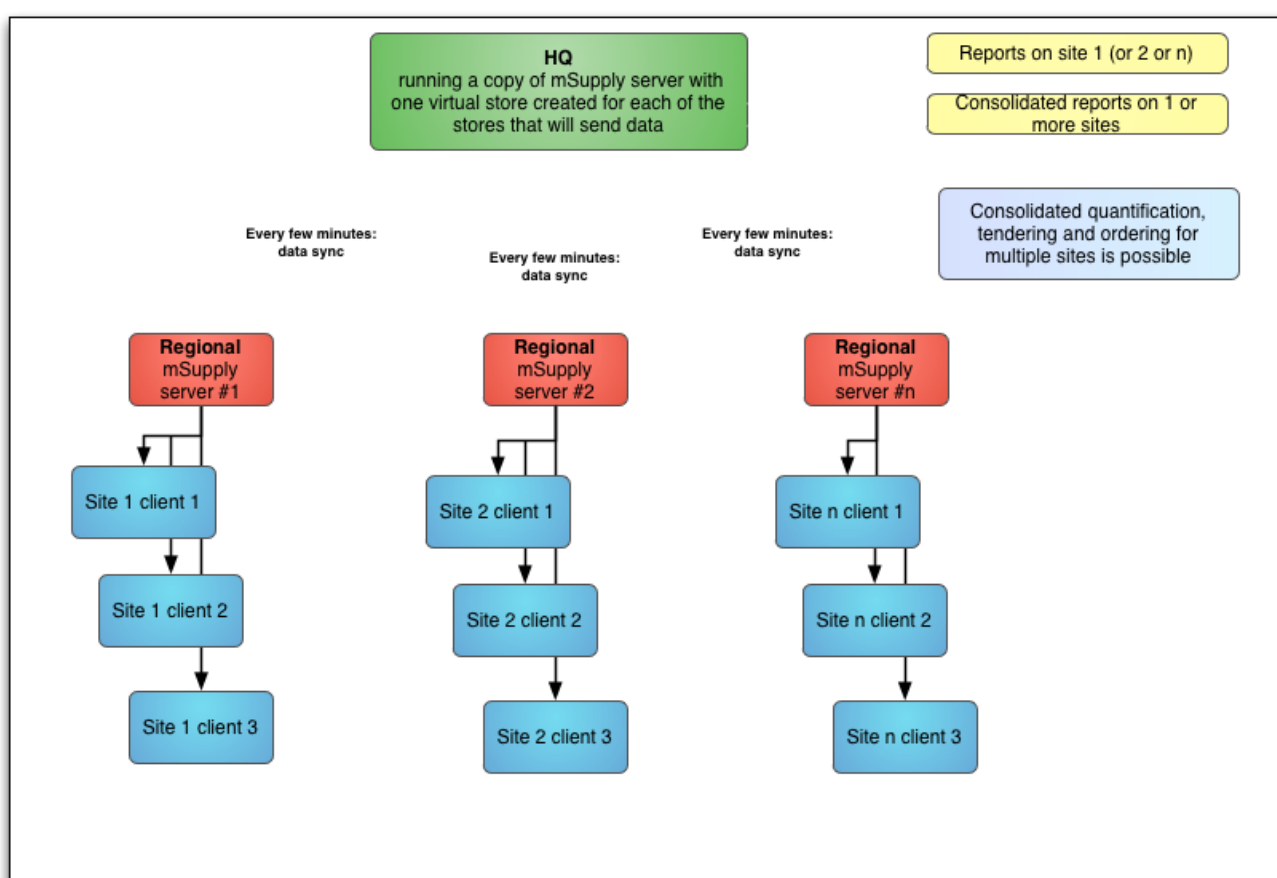 HQ
running a copy of mSupply server with
one virtual store created for each of the
stores that will send data
Reports on site 1 (or 2 or n)
Consolidated reports on 1 or
more sites
Consolidated quantification,
tendering and ordering for
multiple sites is possible
Every few minutes:
data sync
Every few minutes:
data sync
Every few minutes:
data sync
Regional
mSupply
server #1
Regional
mSupply
server #2
Regional
mSupply
server #n
Site 1 client 1
Site 2 client 1
Site n client 1
Site 1 client 2
Site 2 client 2
Site n client 2
Site 1 client 3
Site 2 client 3
Site n client 3